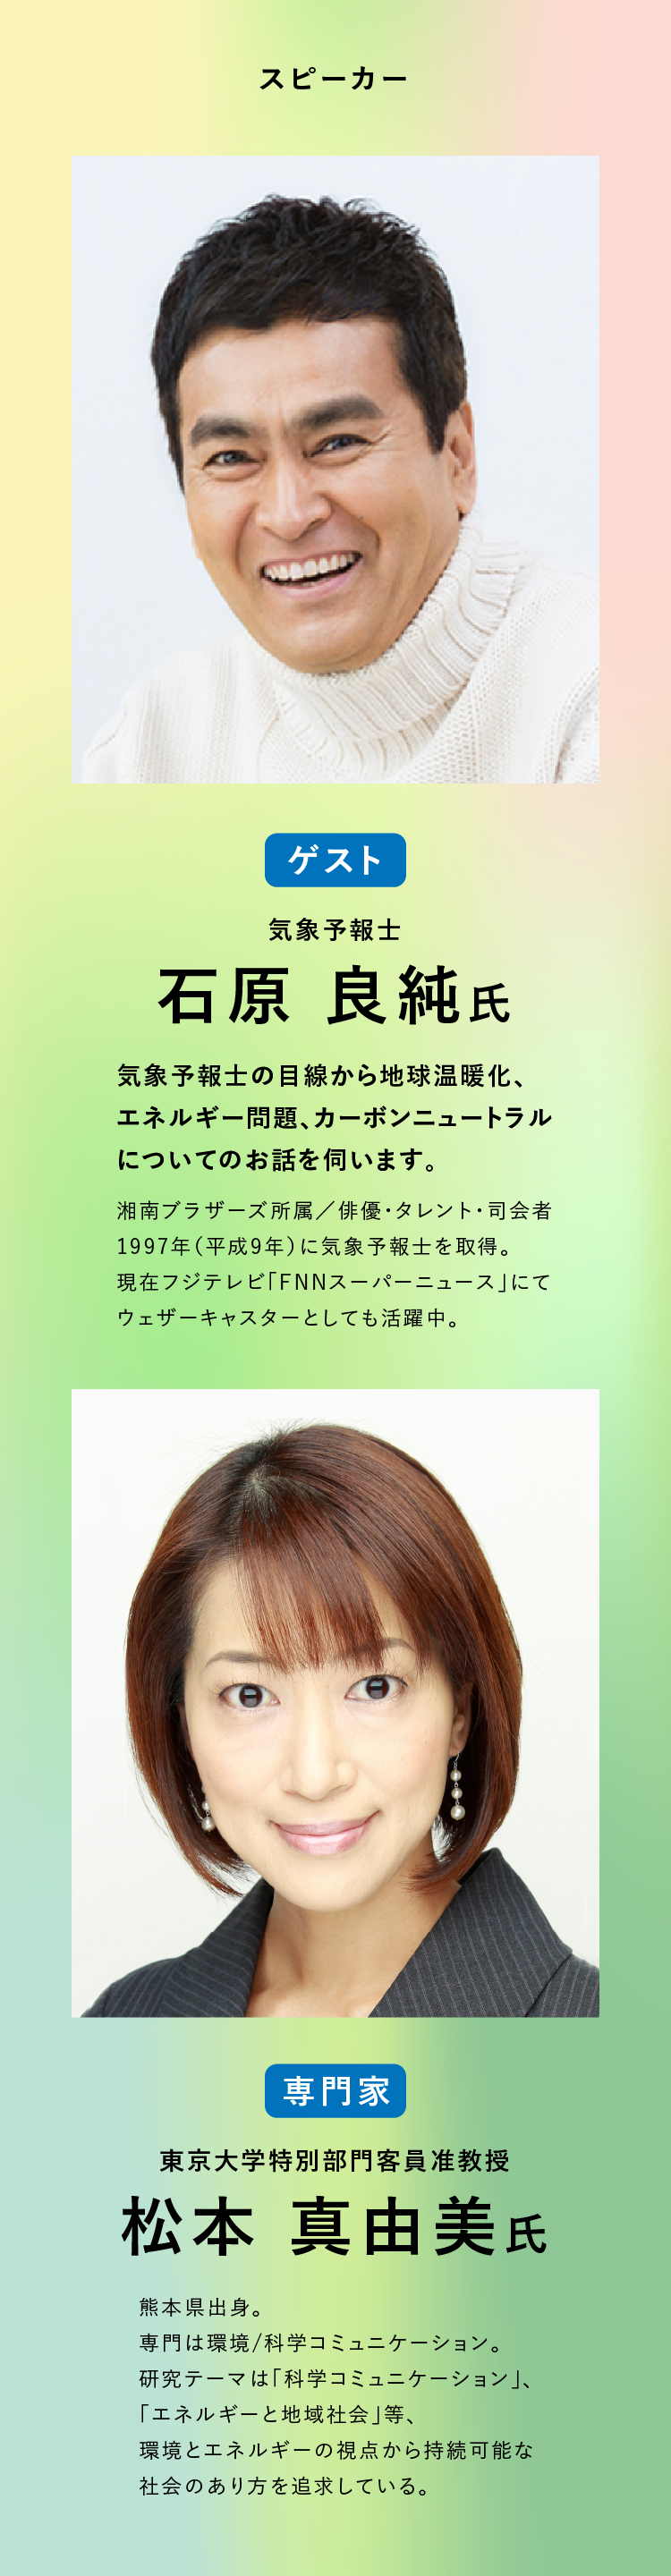 スピーカー
ゲスト
気象予報士
石原 良純氏
気象予報士の目線から地球温暖化、
エネルギー問題、カーボンニュートラル
についてのお話を伺います。
湘南ブラザーズ所属／俳優・タレント・司会者
1997年（平成9年）に気象予報士を取得。
現在フジテレビ「FNNスーパーニュース」にて
ウェザーキャスターとしても活躍中。
専門家
東京大学特別部門客員准教授
松本 真由美氏
熊本県出身。
専門は環境/科学コミュニケーション。
研究テーマは「科学コミュニケーション」、
「エネルギーと地域社会」等、
環境とエネルギーの視点から持続可能な
社会のあり方を追求している。